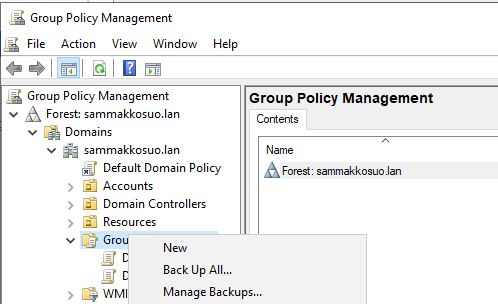 Group Policy Management
File Action View Window Help
Group Policy Management
Forest: sammakkosuo.lan
Domains
sammakkosuo.lan
Default Domain Policy
Accounts
Domain Controllers
Resources
Grou
D
D
WMI
New
Back Up All...
Manage Backups...
Group Policy Management
Contents
Name
Forest: sammakkosuo.lan